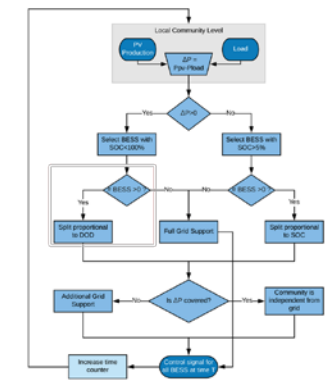 Local Community Level
PV
Production
Load
ΔP =
Ppv-Pload
ΔP>0
Yes
No
Select BESS with
SOC<100%
Select BESS with
SOC>5%
# BESS >0 ?
No
No
# BESS >0 ?
Yes
Yes
Split proportional
to DOD
Full Grid Support
Split proportional
to SOC
Additional Grid
Support
No
Is ΔP covered?
Yes
Community is
independent from
grid
Increase time
counter
Control signal for
all BESS at time